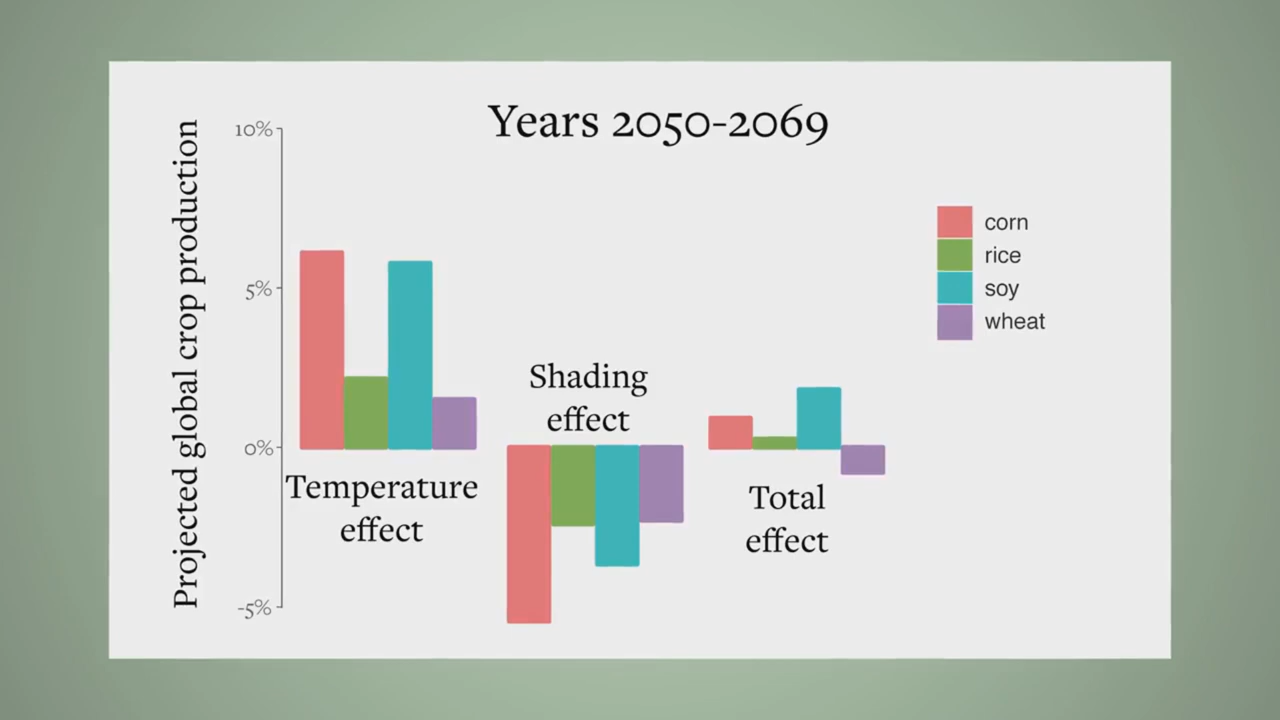 Years 2050-2069
Projected global crop production
10%
5%
0%
-5%
corn
rice
soy
wheat
Temperature
effect
Shading
effect
Total
effect